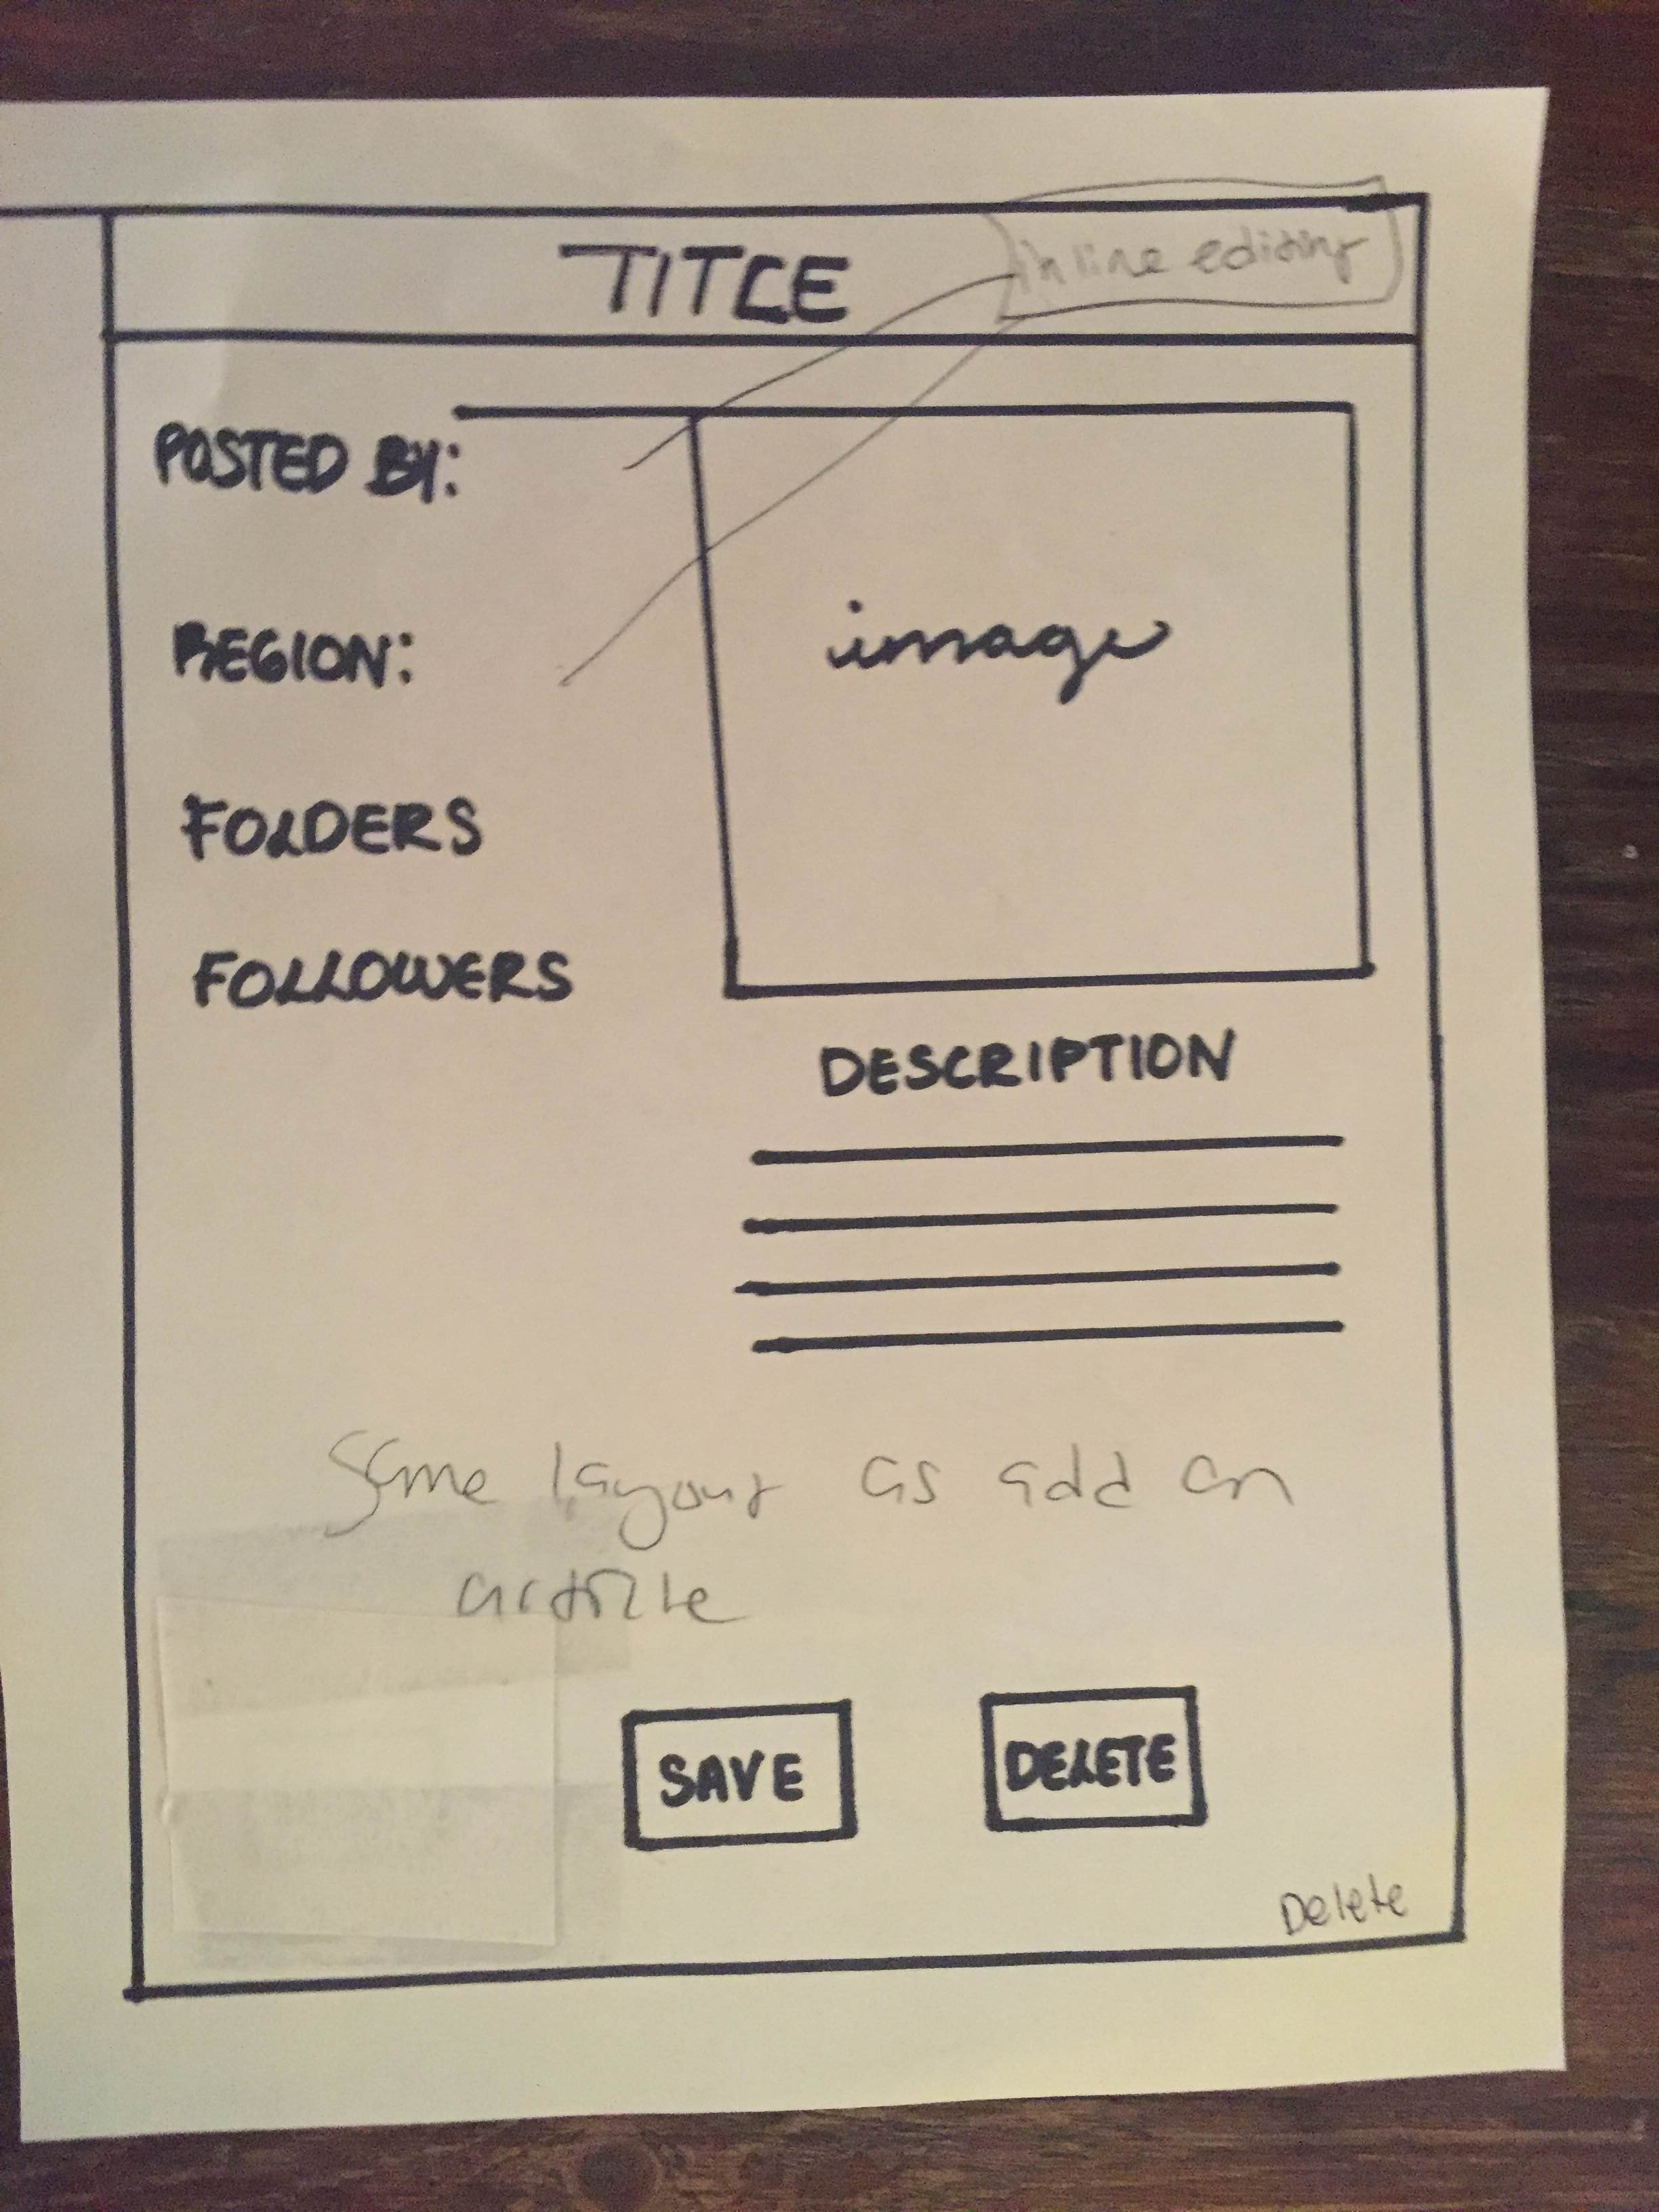 TITLE
inline editing
POSTED BY:
REGION:
image
FOLDERS
FOLLOWERS
DESCRIPTION
Same layout as add an
article
SAVE
DELETE
Delete